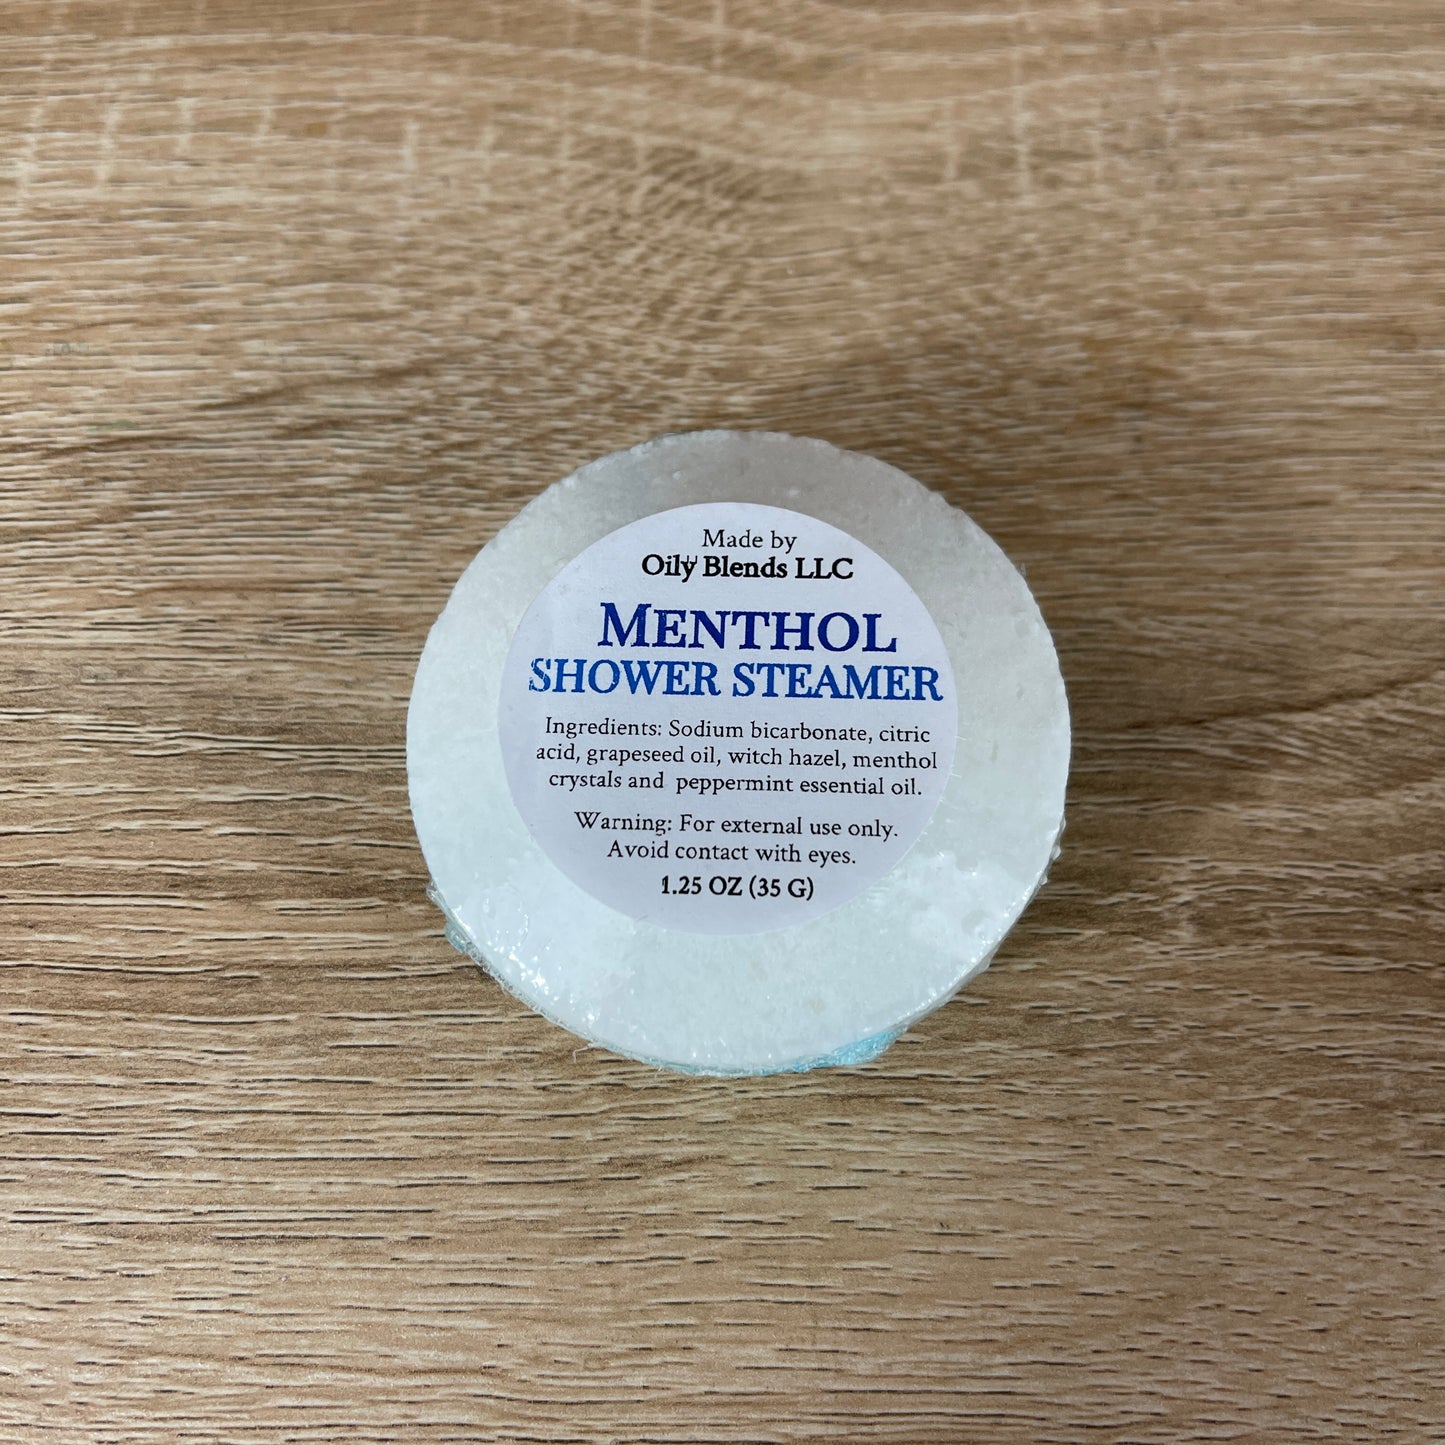 Made by
Oily Blends LLC
MENTHOL
SHOWER STEAMER
Ingredients: Sodium bicarbonate, citric
acid, grapeseed oil, witch hazel, menthol
crystals and peppermint essential oil.
Warning: For external use only.
Avoid contact with eyes.
1.25 OZ (35 G)